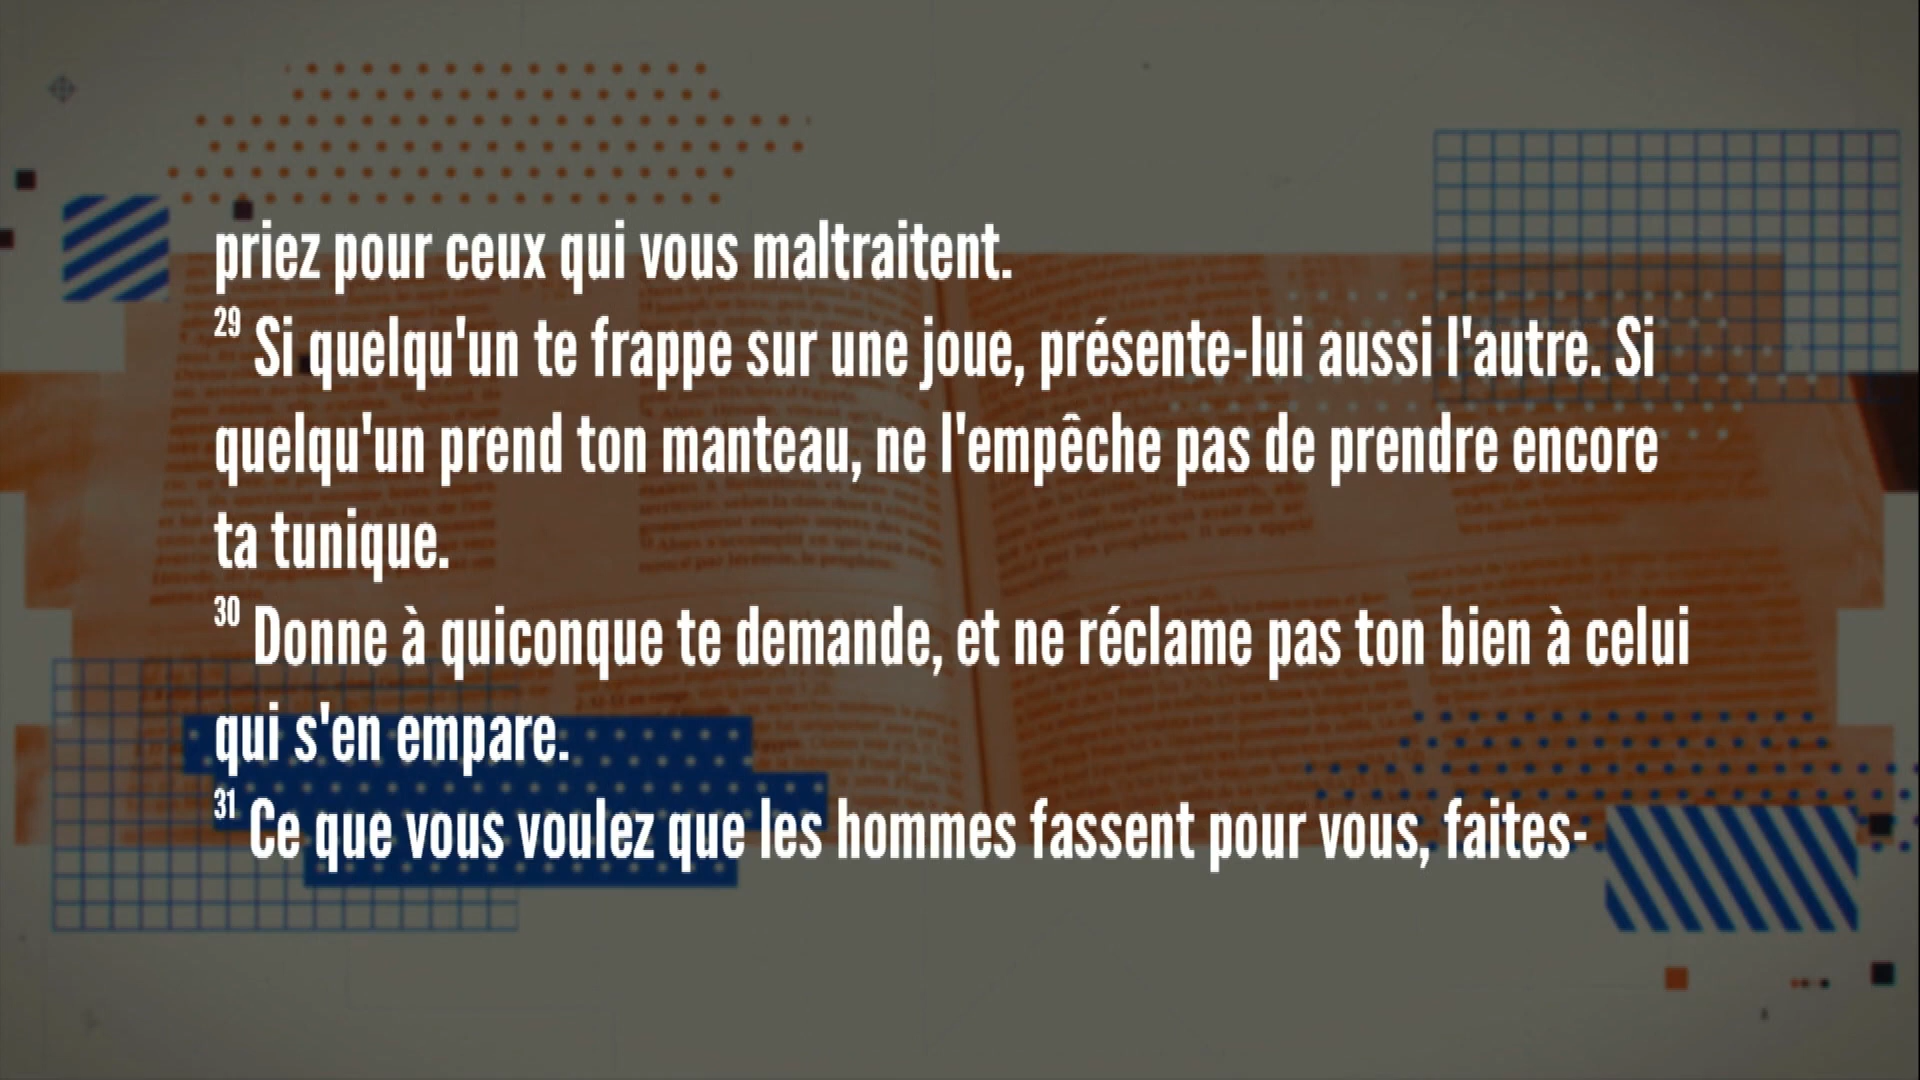 priez pour ceux qui vous maltraitent.
29 Si quelqu'un te frappe sur une joue, présente-lui aussi l'autre. Si
quelqu'un prend ton manteau, ne l'empêche pas de prendre encore
ta tunique.
30 Donne à quiconque te demande, et ne réclame pas ton bien à celui
qui s'en empare.
31 Ce que vous voulez que les hommes fassent pour vous, faites-